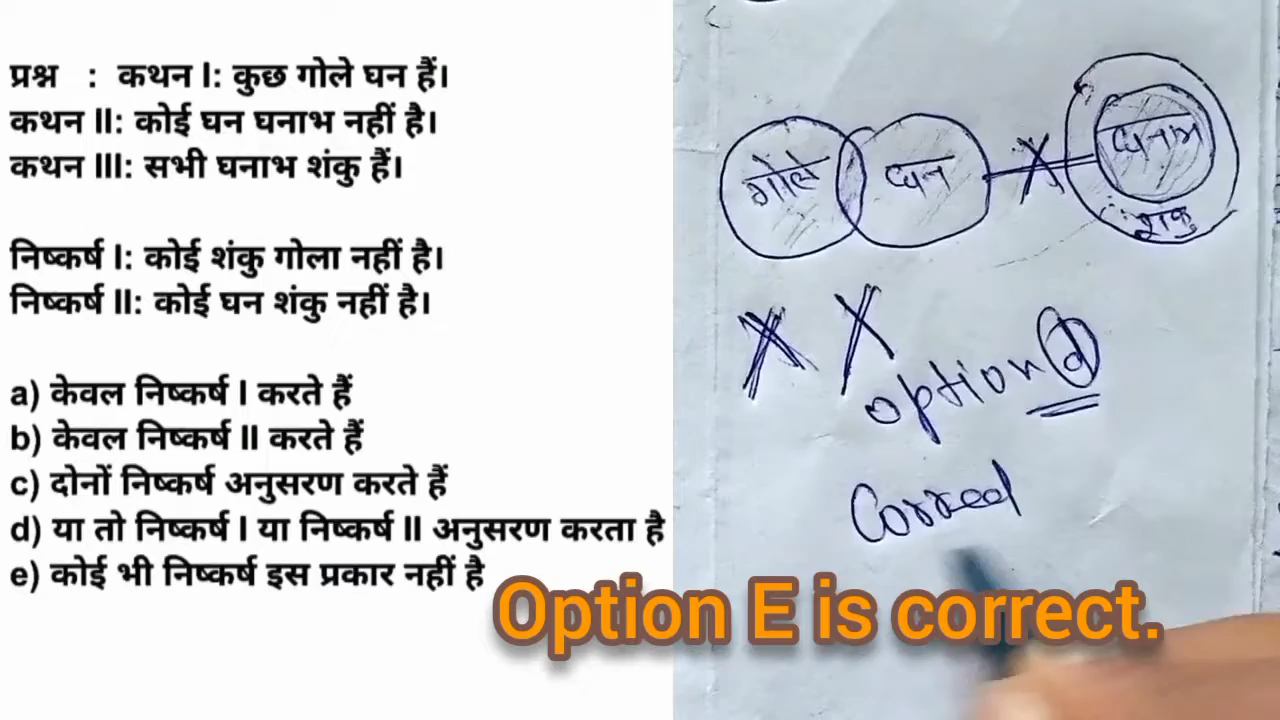 प्रश्न : कथन I: कुछ गोले घन हैं।
कथन II: कोई घन घनाभ नहीं है।
कथन III: सभी घनाभ शंकु हैं।
निष्कर्ष I: कोई शंकु गोला नहीं है।
निष्कर्ष II: कोई घन शंकु नहीं है।
a) केवल निष्कर्ष I करते हैं
b) केवल निष्कर्ष II करते हैं
c) दोनों निष्कर्ष अनुसरण करते हैं
d) या तो निष्कर्ष I या निष्कर्ष II अनुसरण करता है
e) कोई भी निष्कर्ष इस प्रकार नहीं है
गोले घन X घनाभ
शंकु
X X
option d
Correct
Option E is correct.